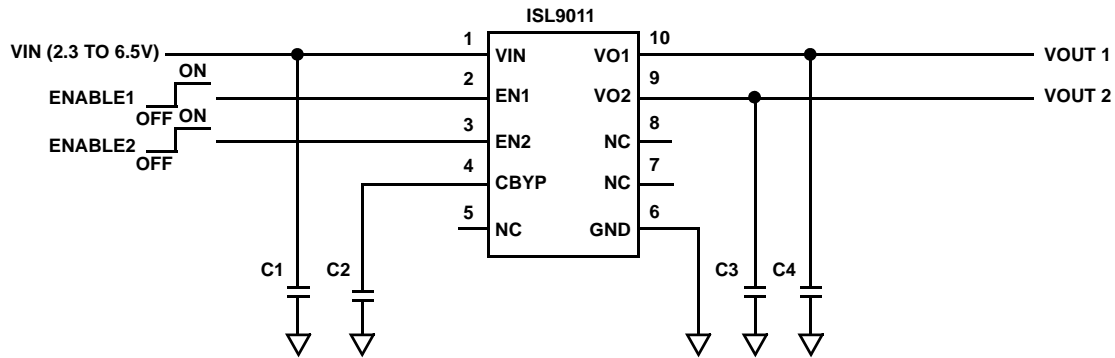 ISL9011
VIN (2.3 TO 6.5V)
1
VIN
VO1
10
VOUT 1
ON
ENABLE1
OFF
2
EN1
VO2
9
VOUT 2
ON
ENABLE2
OFF
3
EN2
NC
8
4
CBYP
NC
7
5
NC
GND
6
C1
C2
C3
C4